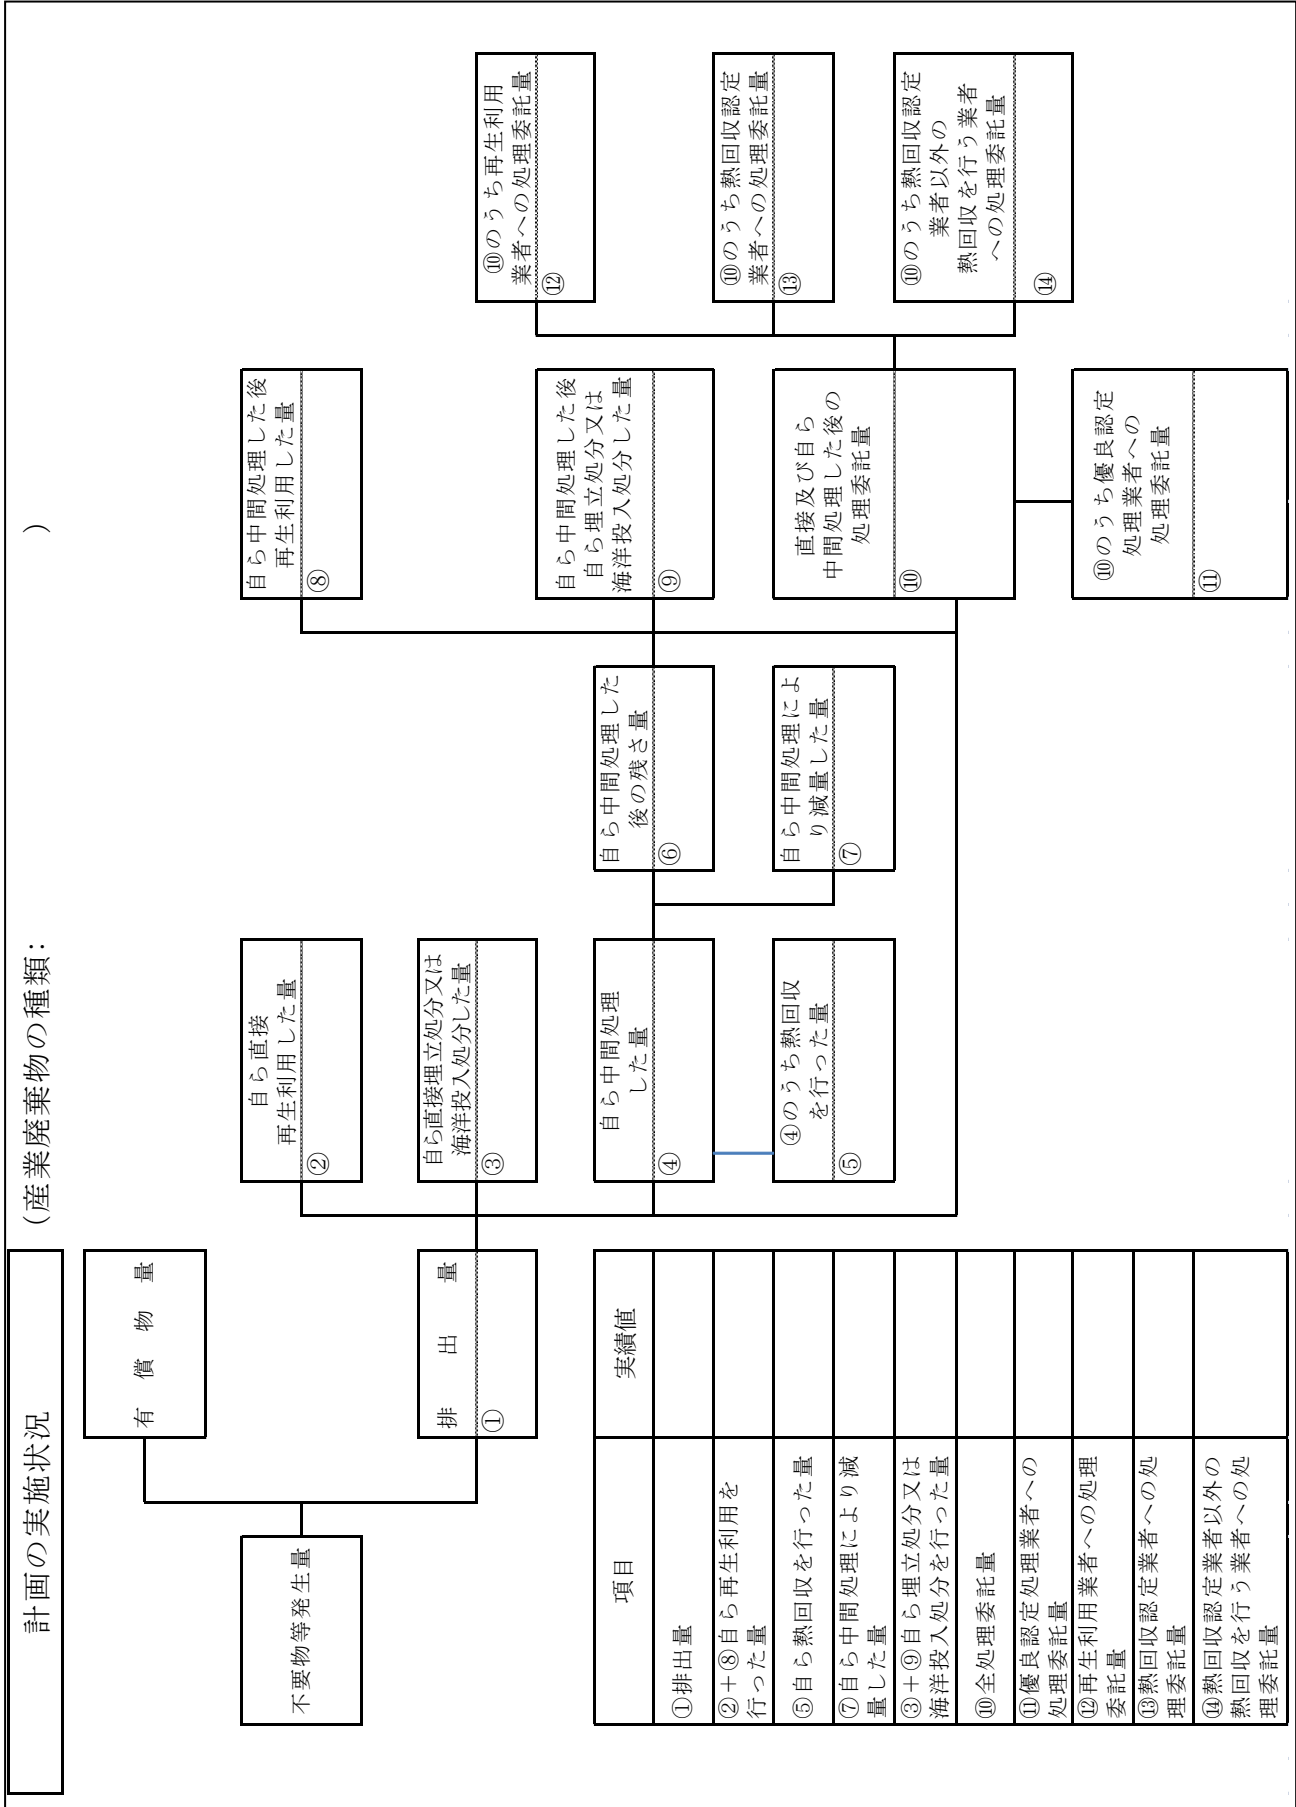 計画の実施状況
(産業廃棄物の種類: )
不要物等発生量
有償物量
排出量
①
自ら直接
再生利用した量
②
自ら直接埋立処分又は
海洋投入処分した量
③
自ら中間処理
した量
④
④のうち熱回収
を行った量
⑤
自ら中間処理した
後の残さ量
⑥
自ら中間処理によ
り減量した量
⑦
自ら中間処理した後
再生利用した量
⑧
自ら中間処理した後
自ら埋立処分又は
海洋投入処分した量
⑨
直接及び自ら
中間処理した後の
処理委託量
⑩
⑩のうち優良認定
処理業者への
処理委託量
⑪
⑩のうち再生利用
業者への処理委託量
⑫
⑩のうち熱回収認定
業者への処理委託量
⑬
⑩のうち熱回収認定
業者以外の
熱回収を行う業者
への処理委託量
⑭
項目
実績値
①排出量
②+⑧自ら再生利用を
行った量
⑤自ら熱回収を行った量
⑦自ら中間処理により減
量した量
③+⑨自ら埋立処分又は
海洋投入処分を行った量
⑩全処理委託量
⑪優良認定処理業者への
処理委託量
⑫再生利用業者への処理
委託量
⑬熱回収認定業者への処
理委託量
⑭熱回収認定業者以外の
熱回収を行う業者への処
理委託量